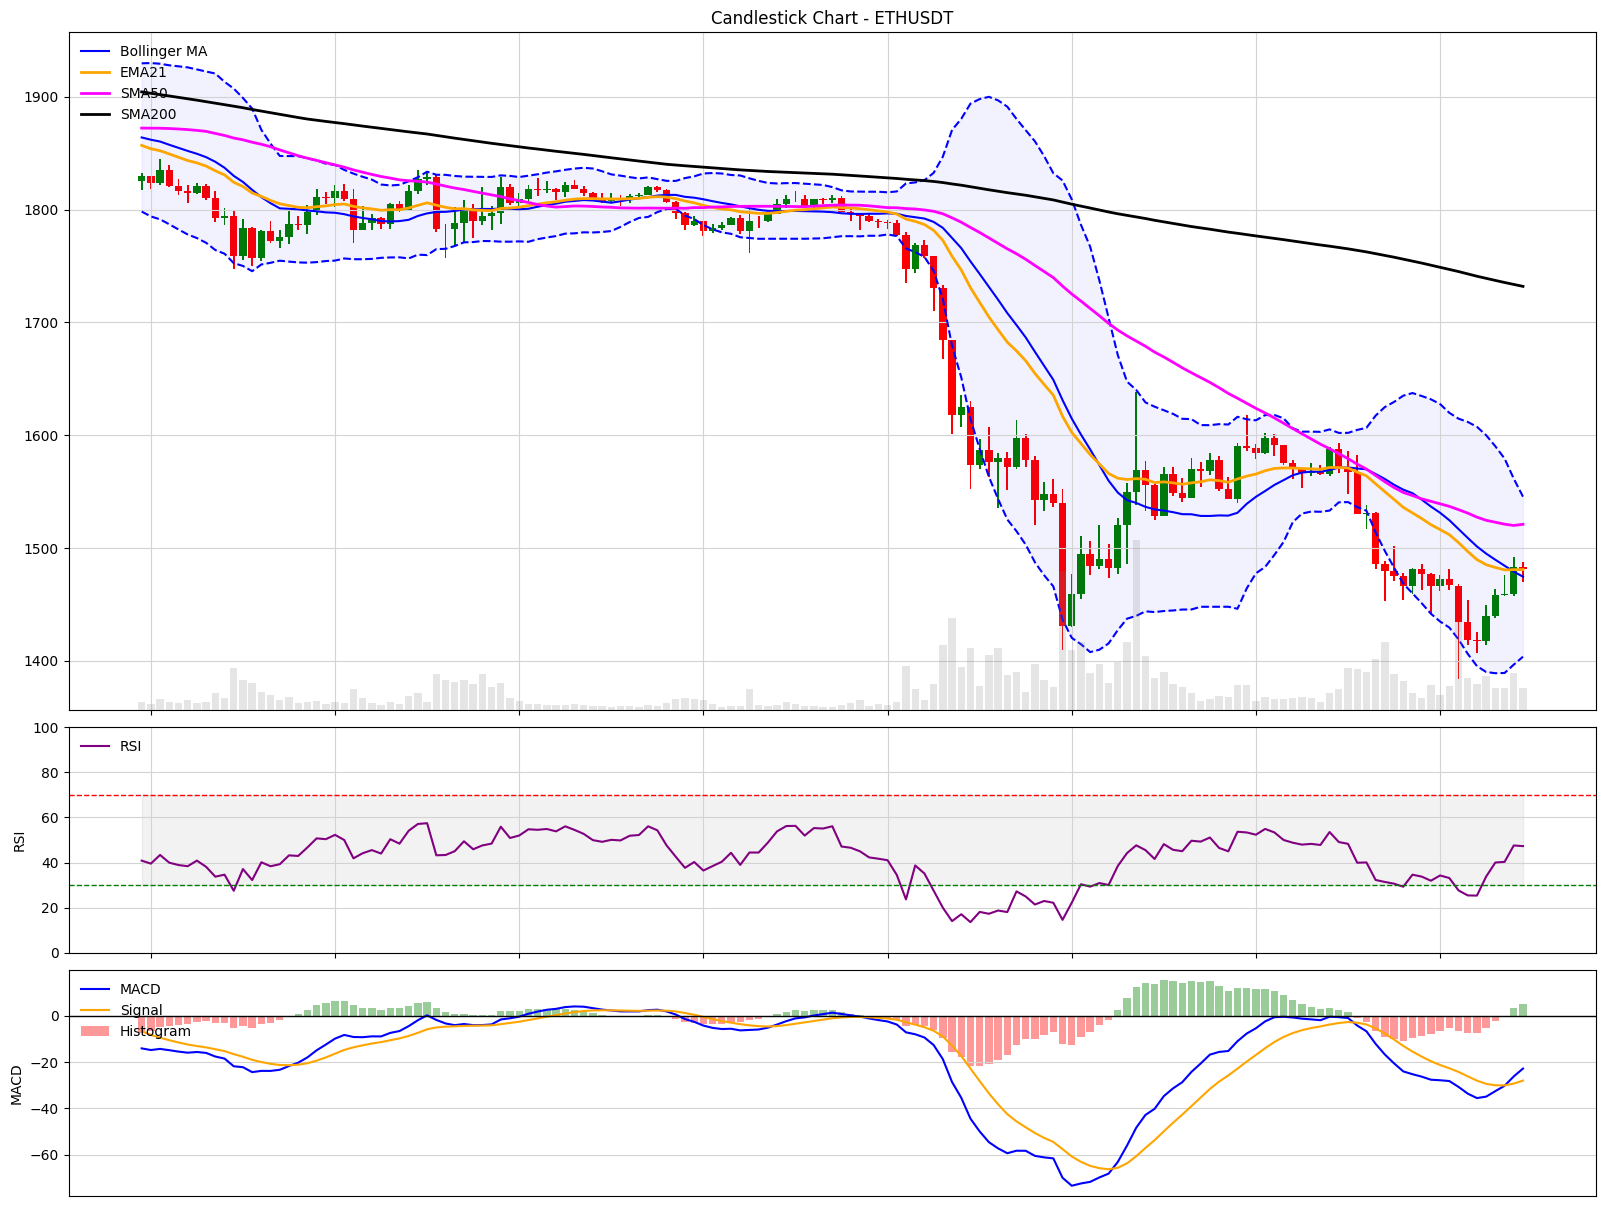 Candlestick Chart - ETHUSDT
Bollinger MA
EMA21
SMA50
SMA200
1900
1800
1700
1600
1500
1400
RSI
100
80
60
40
20
0
RSI
MACD
Signal
Histogram
0
−20
−40
−60
MACD